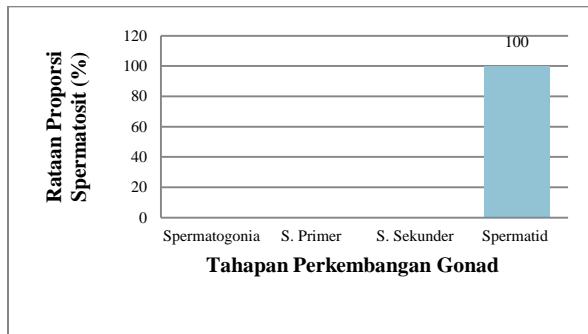 Rataan Proporsi
Spermatosit (%)
120
100
80
60
40
20
0
100
Spermatogonia
S. Primer
S. Sekunder
Spermatid
Tahapan Perkembangan Gonad